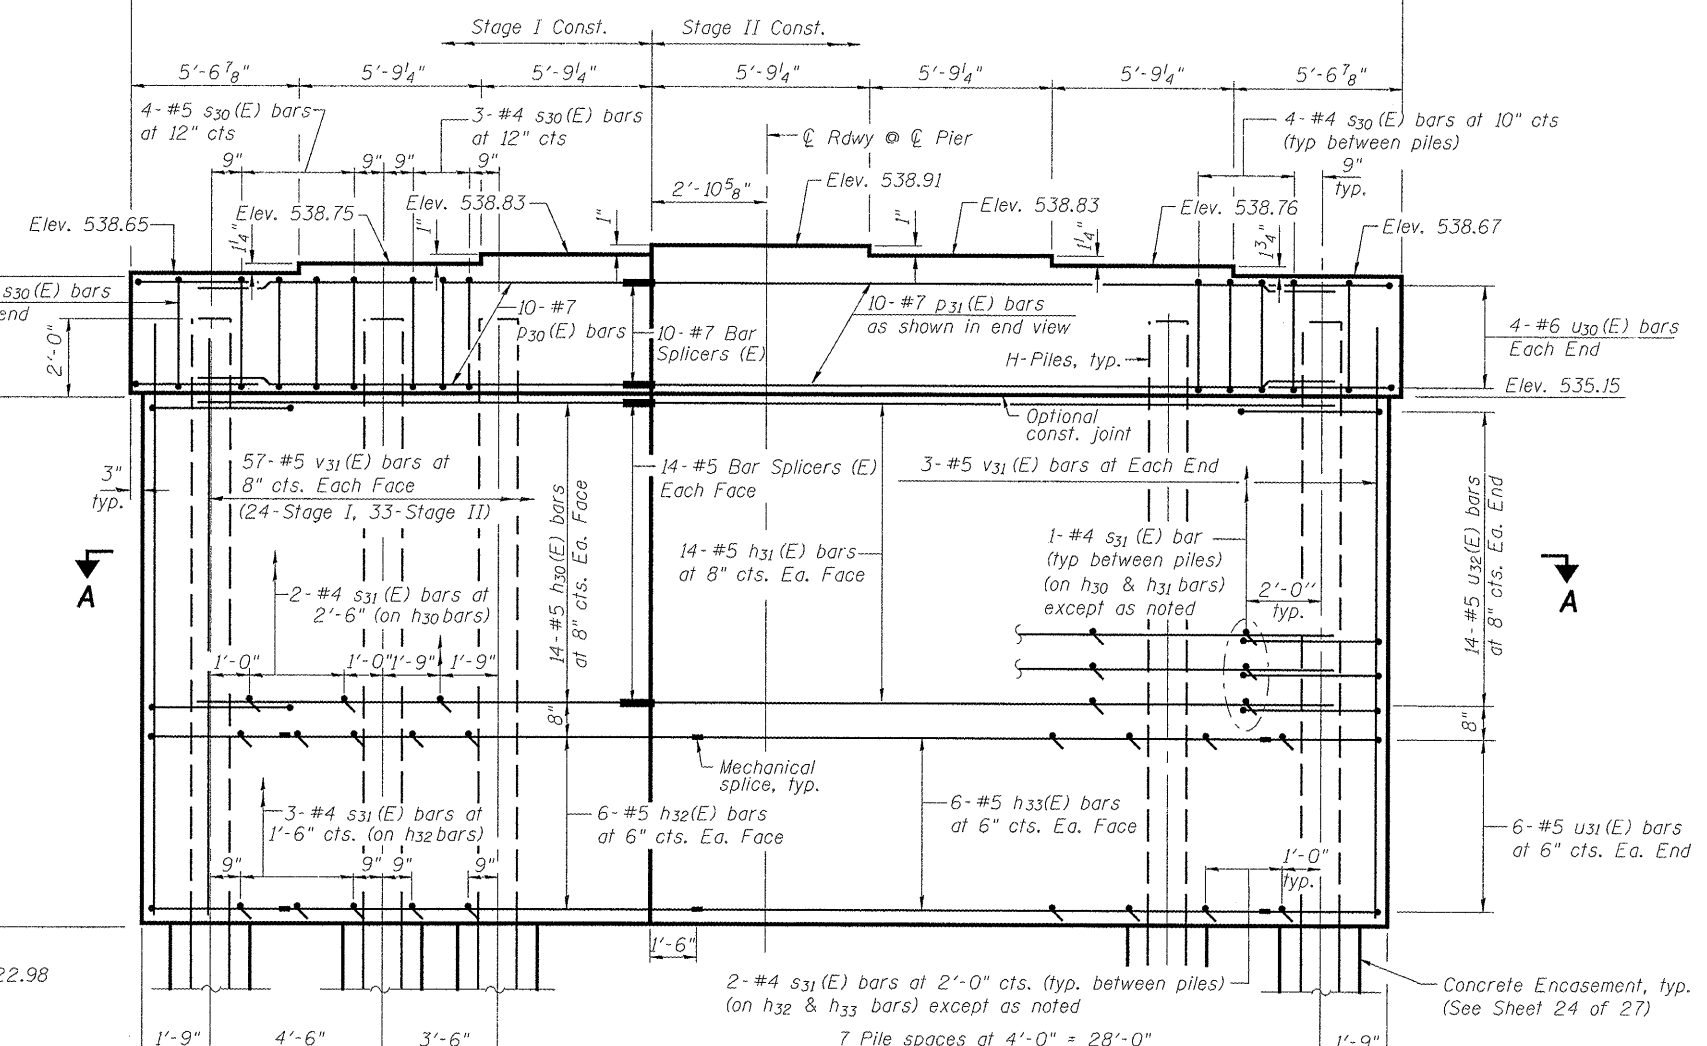 Stage I Const.
Stage II Const.
5'-6 7/8"
5'-9 1/4"
5'-9 1/4"
5'-9 1/4"
5'-9 1/4"
5'-9 1/4"
5'-6 7/8"
4-#5 s30(E) bars
at 12" cts
3-#4 s30(E) bars
at 12" cts
℄ Rdwy @ ℄ Pier
4-#4 s30(E) bars at 10" cts
(typ between piles)
9"
9"
9"
9"
9"
typ.
2'-10 5/8"
Elev. 538.91
Elev. 538.65
Elev. 538.75
Elev. 538.83
Elev. 538.83
Elev. 538.76
Elev. 538.67
1 1/4"
1"
1"
1"
1 1/4"
1 3/4"
s30(E) bars
end
2'-0"
10-#7
p30(E) bars
10-#7 Bar
Splicers (E)
10-#7 p31(E) bars
as shown in end view
H-Piles, typ.
4-#6 u30(E) bars
Each End
Elev. 535.15
Optional
const. joint
3"
typ.
57-#5 v31(E) bars at
8" cts. Each Face
(24-Stage I, 33-Stage II)
14-#5 h30(E) bars
at 8" cts. Ea. Face
14-#5 Bar Splicers (E)
Each Face
3-#5 v31(E) bars at Each End
14-#5 h31(E) bars
at 8" cts. Ea. Face
1-#4 s31(E) bar
(typ between piles)
(on h30 & h31 bars)
except as noted
2'-0"
typ.
14-#5 u32(E) bars
at 8" cts. Ea. End
A
A
2-#4 s31(E) bars at
2'-6" (on h30 bars)
1'-0"
1'-0"
1'-9"
1'-9"
8"
8"
Mechanical
splice, typ.
3-#4 s31(E) bars at
1'-6" cts. (on h32 bars)
6-#5 h32(E) bars
at 6" cts. Ea. Face
6-#5 h33(E) bars
at 6" cts. Ea. Face
6-#5 u31(E) bars
at 6" cts. Ea. End
9"
9"
9"
9"
1'-0"
typ.
1'-6"
22.98
2-#4 s31(E) bars at 2'-0" cts. (typ. between piles)
(on h32 & h33 bars) except as noted
Concrete Encasement, typ.
(See Sheet 24 of 27)
1'-9"
4'-6"
3'-6"
7 Pile spaces at 4'-0" = 28'-0"
1'-9"